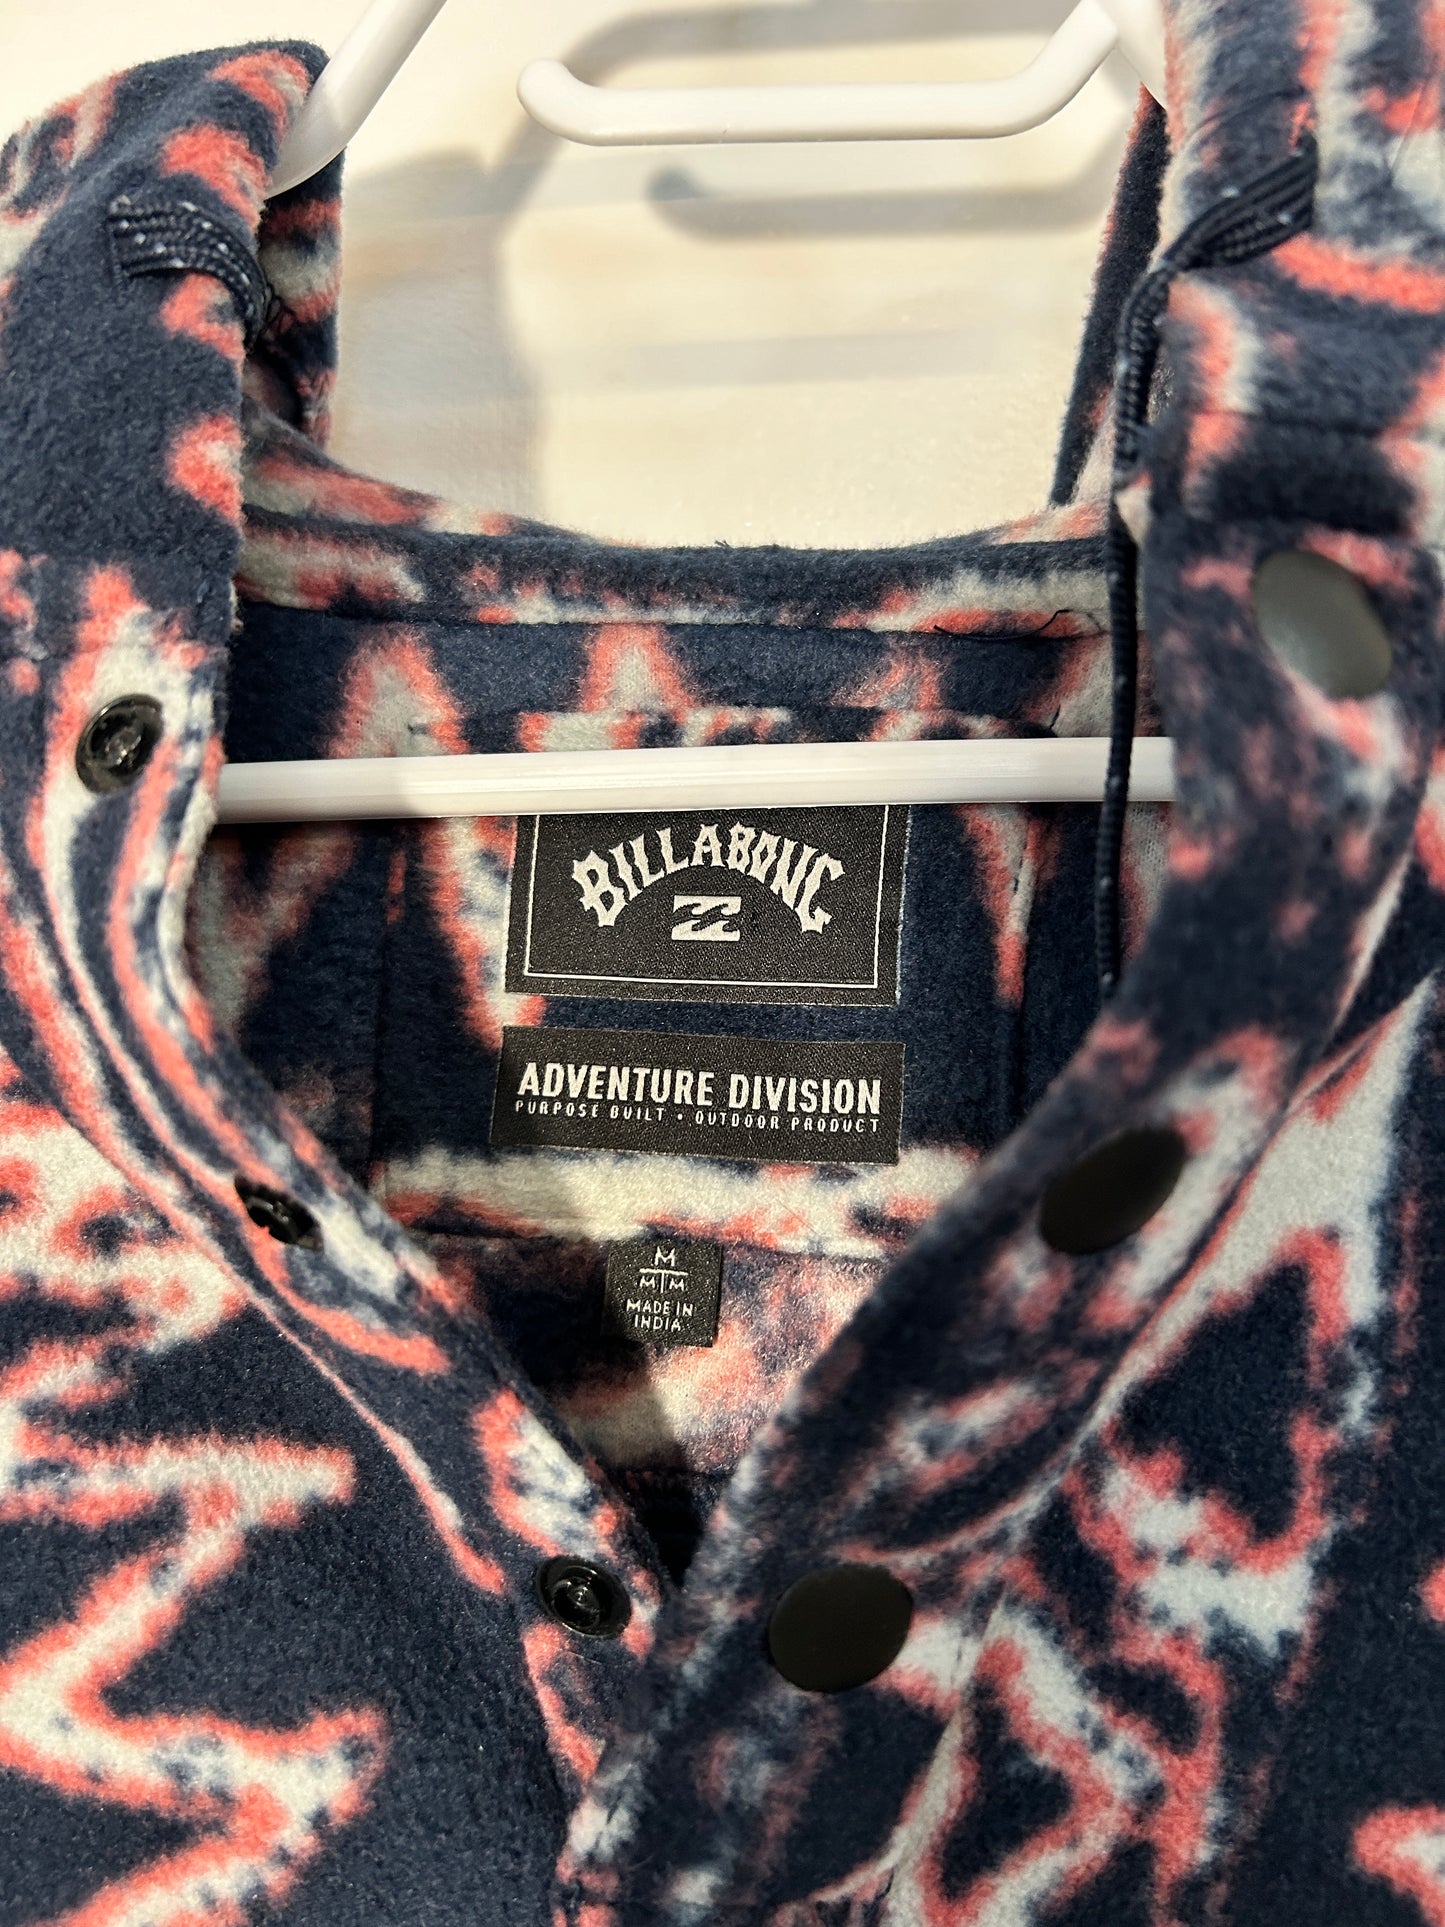 BILLABONG
ADVENTURE DIVISION
PURPOSE BUILT • OUTDOOR PRODUCT
M
M M
MADE IN
INDIA